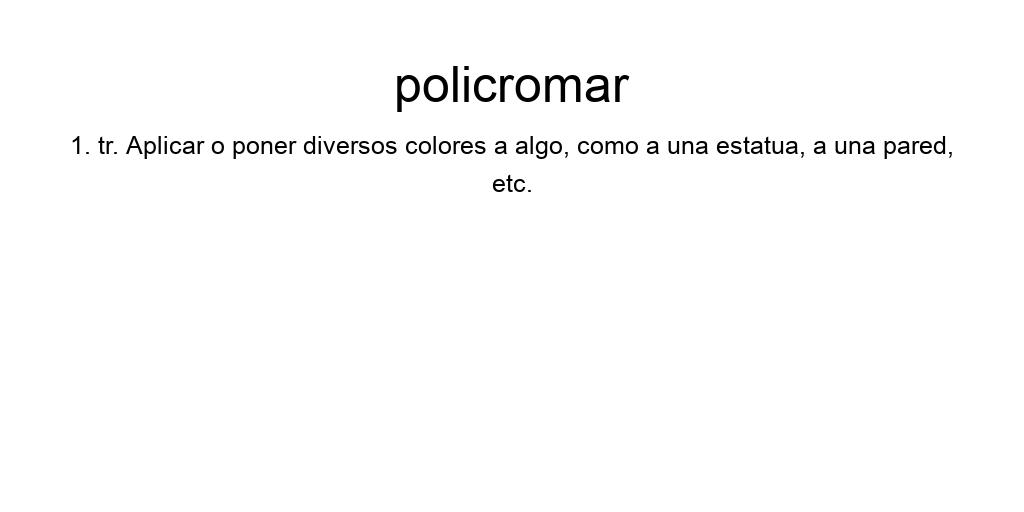 policromar
1. tr. Aplicar o poner diversos colores a algo, como a una estatua, a una pared,
etc.